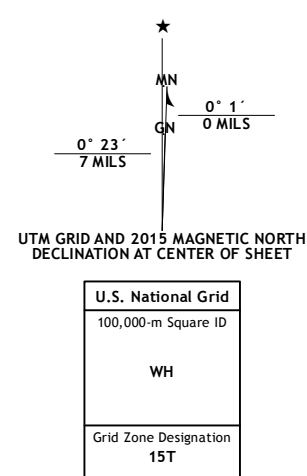 ★
MN
GN
0° 1´
0 MILS
0° 23´
7 MILS
UTM GRID AND 2015 MAGNETIC NORTH
DECLINATION AT CENTER OF SHEET
U.S. National Grid
100,000-m Square ID
WH
Grid Zone Designation
15T